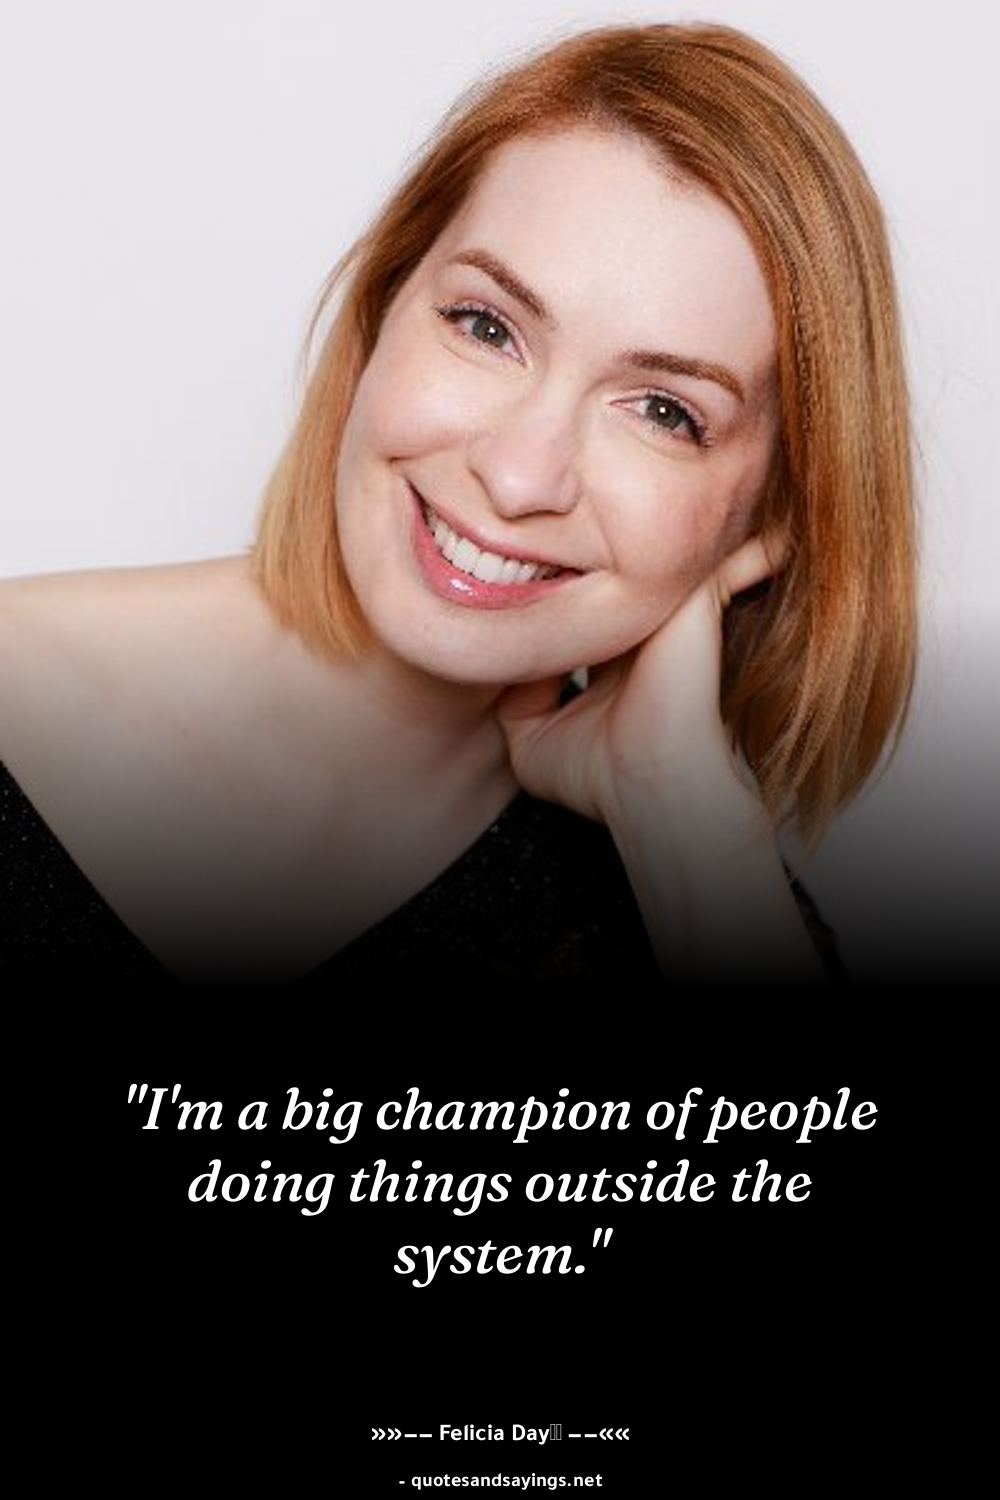 "I'm a big champion of people
doing things outside the
system."
»»–– Felicia Day ––««
- quotesandsayings.net